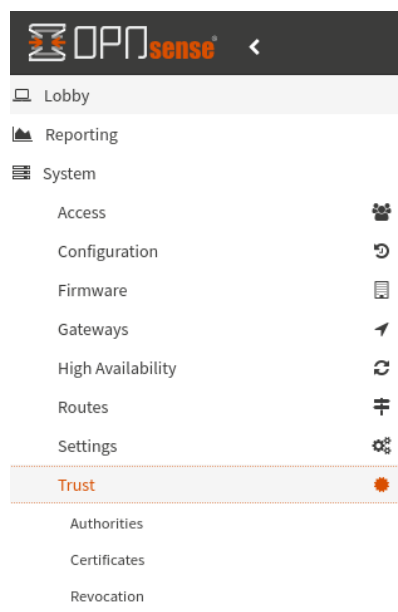 OPNsense
Lobby
Reporting
System
Access
Configuration
Firmware
Gateways
High Availability
Routes
Settings
Trust
Authorities
Certificates
Revocation